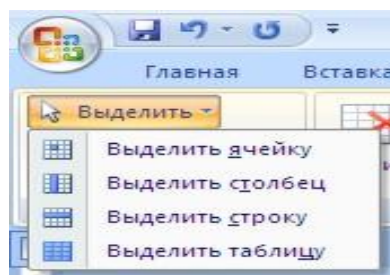 Главная Вставка
Выделить
Выделить ячейку
Выделить столбец
Выделить строку
Выделить таблицу